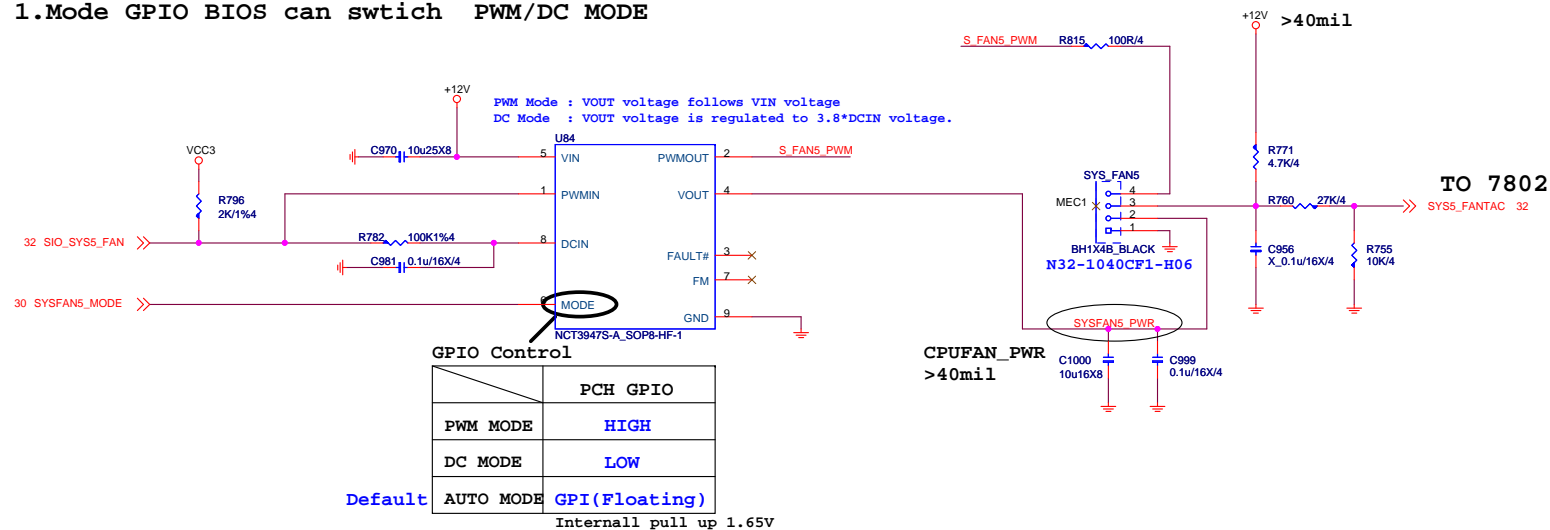 1.Mode GPIO BIOS can swtich PWM/DC MODE
+12V
>40mil
S_FAN5_PWM
R815
100R/4
+12V
PWM Mode : VOUT voltage follows VIN voltage
DC Mode : VOUT voltage is regulated to 3.8*DCIN voltage.
U84
VCC3
C970
10u25X8
5
VIN
PWMOUT
2
S_FAN5_PWM
R771
4.7K/4
R796
2K/1%4
1
PWMIN
VOUT
4
SYS_FAN5
MEC1
4
3
2
1
R760
27K/4
TO 7802
SYS5_FANTAC 32
32 SIO_SYS5_FAN
R782
100K1%4
8
DCIN
C981
0.1u/16X/4
FAULT#
3
BH1X4B_BLACK
N32-1040CF1-H06
C956
X_0.1u/16X/4
R755
10K/4
FM
7
30 SYSFAN5_MODE
MODE
GND
9
SYSFAN5_PWR
NCT3947S-A_SOP8-HF-1
GPIO Control
CPUFAN_PWR
>40mil
C1000
10u16X8
C999
0.1u/16X/4
PCH GPIO
PWM MODE
HIGH
DC MODE
LOW
Default
AUTO MODE
GPI(Floating)
Internall pull up 1.65V